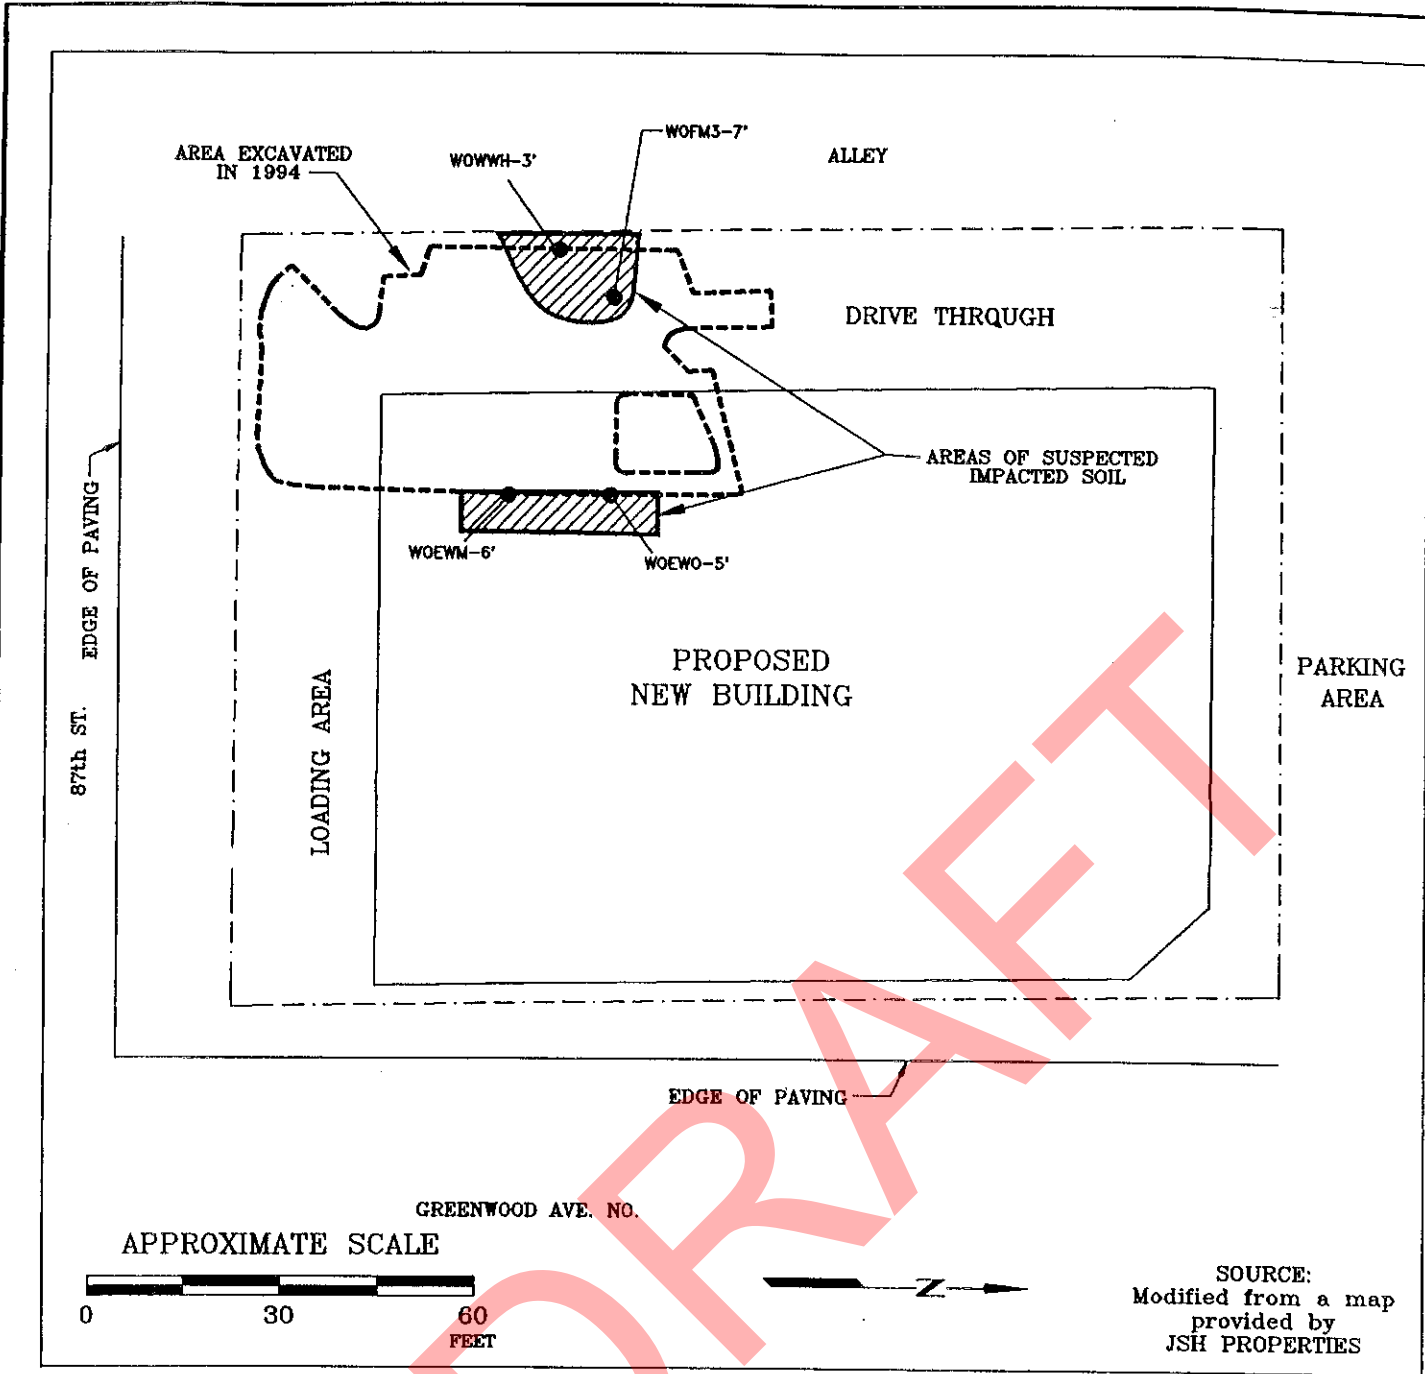 AREA EXCAVATED
IN 1994
WOWWH-3'
WOFM3-7'
ALLEY
DRIVE THROUGH
AREAS OF SUSPECTED
IMPACTED SOIL
WOEWM-6'
WOEWO-5'
87th ST.
EDGE OF PAVING
LOADING AREA
PROPOSED
NEW BUILDING
PARKING
AREA
EDGE OF PAVING
GREENWOOD AVE. NO.
APPROXIMATE SCALE
0 30 60
FEET
N
SOURCE:
Modified from a map
provided by
JSH PROPERTIES
DRAFT